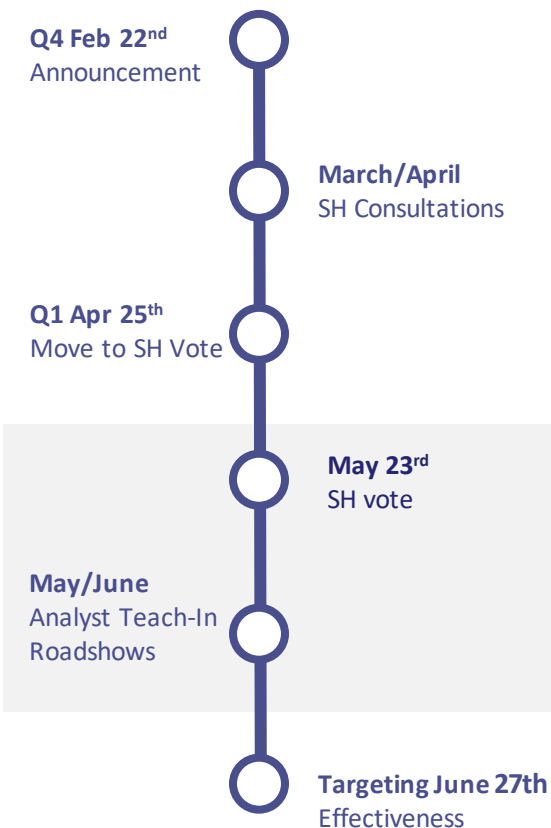 Q4 Feb 22nd
Announcement
March/April
SH Consultations
Q1 Apr 25th
Move to SH Vote
May 23rd
SH vote
May/June
Analyst Teach-In
Roadshows
Targeting June 27th
Effectiveness